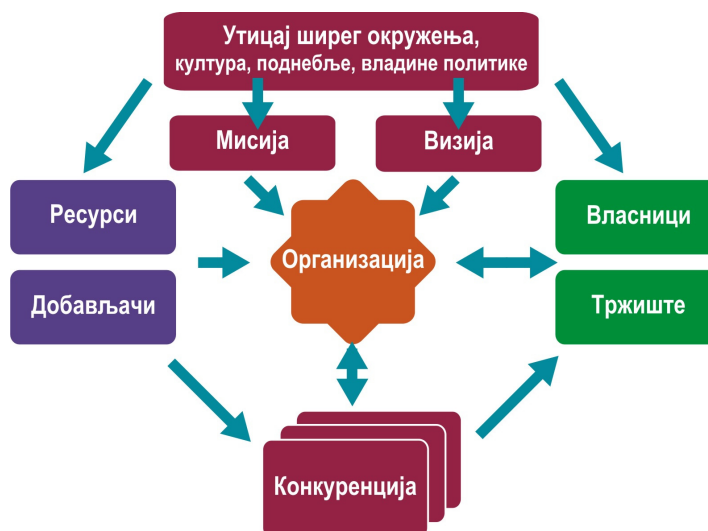 Утицај ширег окружења,
култура, поднебље, владине политике
Мисија
Визија
Ресурси
Власници
Организација
Добављачи
Тржиште
Конкуренција